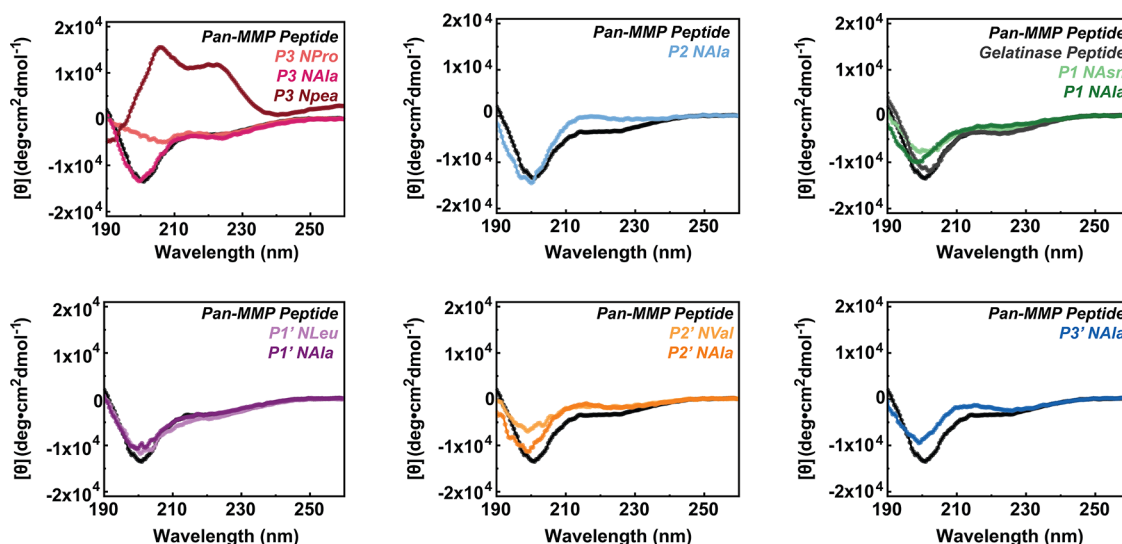 2x10⁴
1x10⁴
0
-1x10⁴
-2x10⁴
[θ] (deg•cm²dmol⁻¹)
Pan-MMP Peptide
P3 NPro
P3 NAla
P3 Npea
190 210 230 250
Wavelength (nm)
2x10⁴
1x10⁴
0
-1x10⁴
-2x10⁴
[θ] (deg•cm²dmol⁻¹)
Pan-MMP Peptide
P2 NAla
190 210 230 250
Wavelength (nm)
2x10⁴
1x10⁴
0
-1x10⁴
-2x10⁴
[θ] (deg•cm²dmol⁻¹)
Pan-MMP Peptide
Gelatinase Peptide
P1 NAsn
P1 NAla
190 210 230 250
Wavelength (nm)
2x10⁴
1x10⁴
0
-1x10⁴
-2x10⁴
[θ] (deg•cm²dmol⁻¹)
Pan-MMP Peptide
P1' NLeu
P1' NAla
190 210 230 250
Wavelength (nm)
2x10⁴
1x10⁴
0
-1x10⁴
-2x10⁴
[θ] (deg•cm²dmol⁻¹)
Pan-MMP Peptide
P2' NVal
P2' NAla
190 210 230 250
Wavelength (nm)
2x10⁴
1x10⁴
0
-1x10⁴
-2x10⁴
[θ] (deg•cm²dmol⁻¹)
Pan-MMP Peptide
P3' NAla
190 210 230 250
Wavelength (nm)